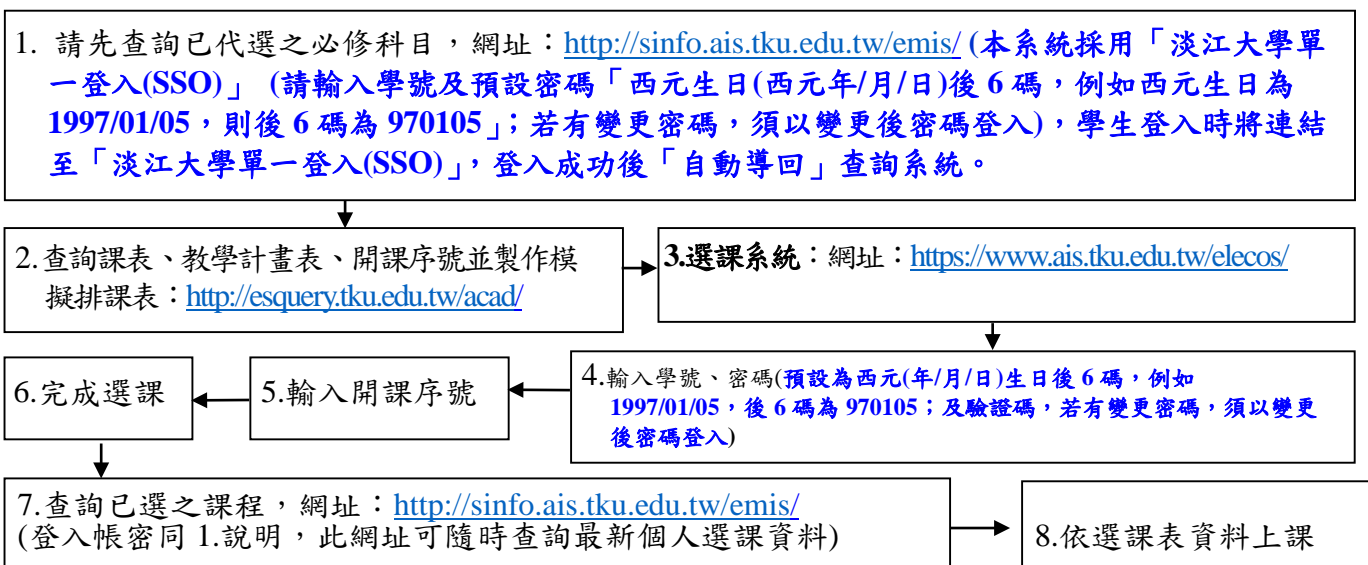 1. 請先查詢已代選之必修科目，網址：http://sinfo.ais.tku.edu.tw/emis/ (本系統採用「淡江大學單
一登入(SSO)」 (請輸入學號及預設密碼「西元生日(西元年/月/日)後 6 碼，例如西元生日為
1997/01/05，則後 6 碼為 970105」；若有變更密碼，須以變更後密碼登入)，學生登入時將連結
至「淡江大學單一登入(SSO)」，登入成功後「自動導回」查詢系統。
2.查詢課表、教學計畫表、開課序號並製作模
擬排課表：http://esquery.tku.edu.tw/acad/
3.選課系統：網址：https://www.ais.tku.edu.tw/elecos/
4.輸入學號、密碼(預設為西元(年/月/日)生日後 6 碼，例如
1997/01/05，後 6 碼為 970105；及驗證碼，若有變更密碼，須以變更
後密碼登入)
5.輸入開課序號
6.完成選課
7.查詢已選之課程，網址：http://sinfo.ais.tku.edu.tw/emis/
(登入帳密同 1.說明，此網址可隨時查詢最新個人選課資料)
8.依選課表資料上課